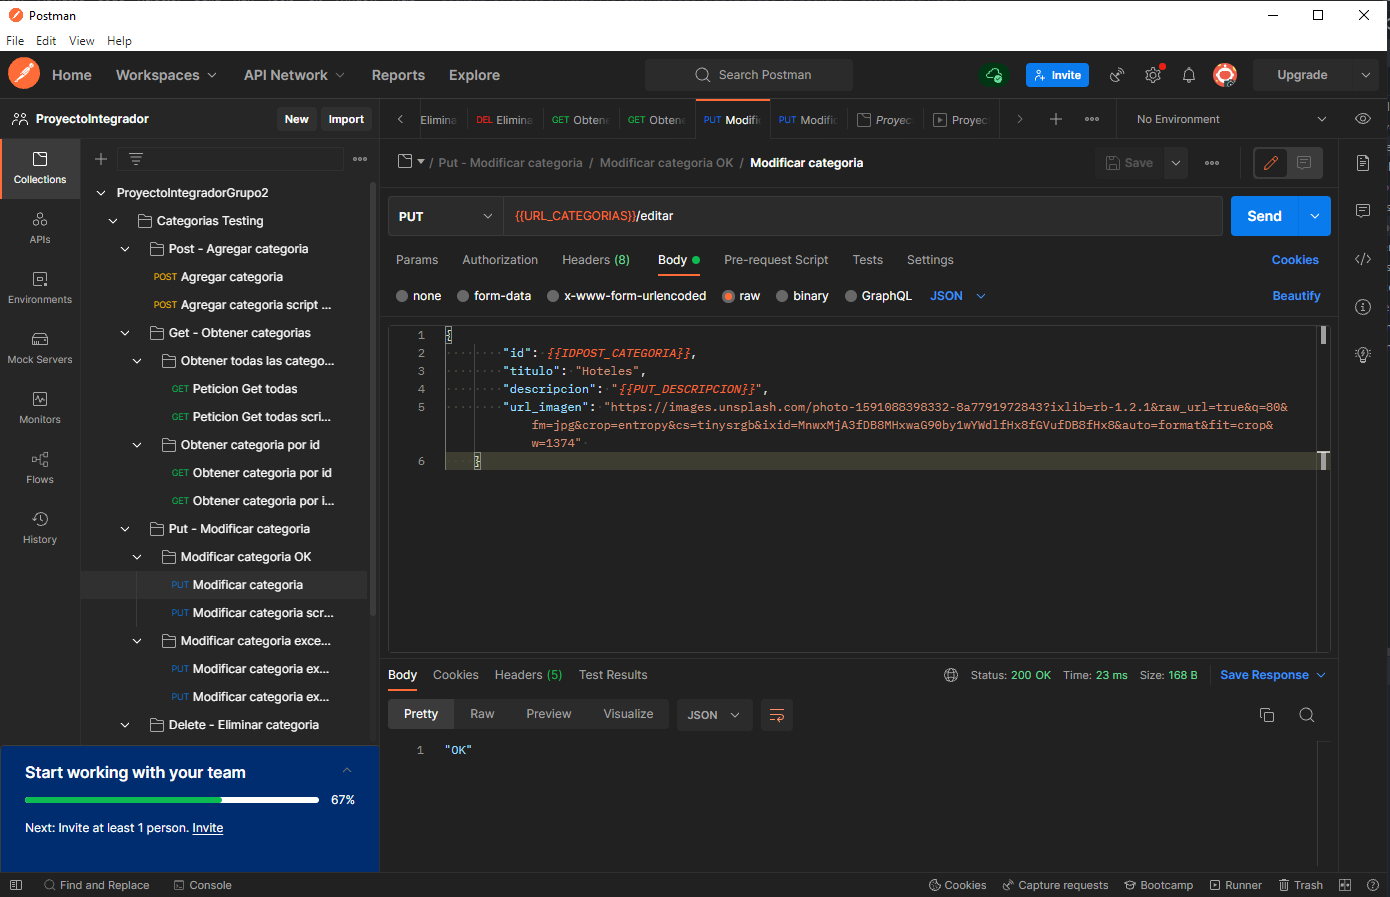 Postman
File Edit View Help
Home Workspaces API Network Reports Explore Search Postman Invite Upgrade
ProyectoIntegrador New Import
Elimina DEL Elimina GET Obten GET Obten PUT Modifi PUT Modific Proyec Proyec No Environment
Collections
APIs
Environments
Mock Servers
Monitors
Flows
History
ProyectoIntegradorGrupo2
Categorias Testing
Post - Agregar categoria
POST Agregar categoria
POST Agregar categoria script ...
Get - Obtener categorias
Obtener todas las catego...
GET Peticion Get todas
GET Peticion Get todas scri...
Obtener categoria por id
GET Obtener categoria por id
GET Obtener categoria por i...
Put - Modificar categoria
Modificar categoria OK
PUT Modificar categoria
PUT Modificar categoria scr...
Modificar categoria exce...
PUT Modificar categoria ex...
PUT Modificar categoria ex...
Delete - Eliminar categoria
Start working with your team
67%
Next: Invite at least 1 person. Invite
/ Put - Modificar categoria / Modificar categoria OK / Modificar categoria Save
PUT {{URL_CATEGORIAS}}/editar Send
Params Authorization Headers (8) Body Pre-request Script Tests Settings Cookies
none form-data x-www-form-urlencoded raw binary GraphQL JSON Beautify
1 {
2 "id": {{IDPOST_CATEGORIA}},
3 "titulo": "Hoteles",
4 "descripcion": "{{PUT_DESCRIPCION}}",
5 "url_imagen": "https://images.unsplash.com/photo-1591088398332-8a7791972843?ixlib=rb-1.2.1&raw_url=true&q=80&
fm=jpg&crop=entropy&cs=tinysrgb&ixid=MnwxMjA3fDB8MHxwaG90by1wYWdlfHx8fGVufDB8fHx8&auto=format&fit=crop&
w=1374"
6 }
Body Cookies Headers (5) Test Results Status: 200 OK Time: 23 ms Size: 168 B Save Response
Pretty Raw Preview Visualize JSON
1 "OK"
Find and Replace Console Cookies Capture requests Bootcamp Runner Trash